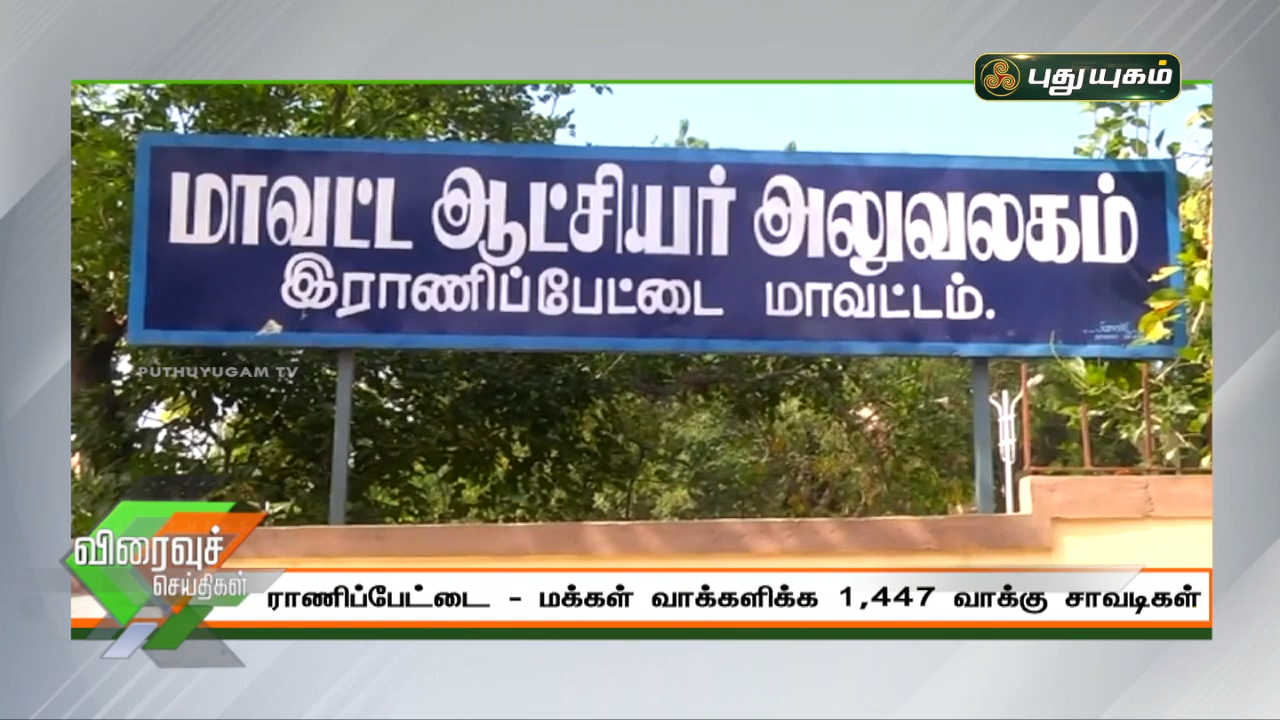 புதுயுகம்
மாவட்ட ஆட்சியர் அலுவலகம்
இராணிப்பேட்டை மாவட்டம்.
PUTHUYUGAM TV
விரைவுச்
செய்திகள்
ராணிப்பேட்டை - மக்கள் வாக்களிக்க 1,447 வாக்கு சாவடிகள்